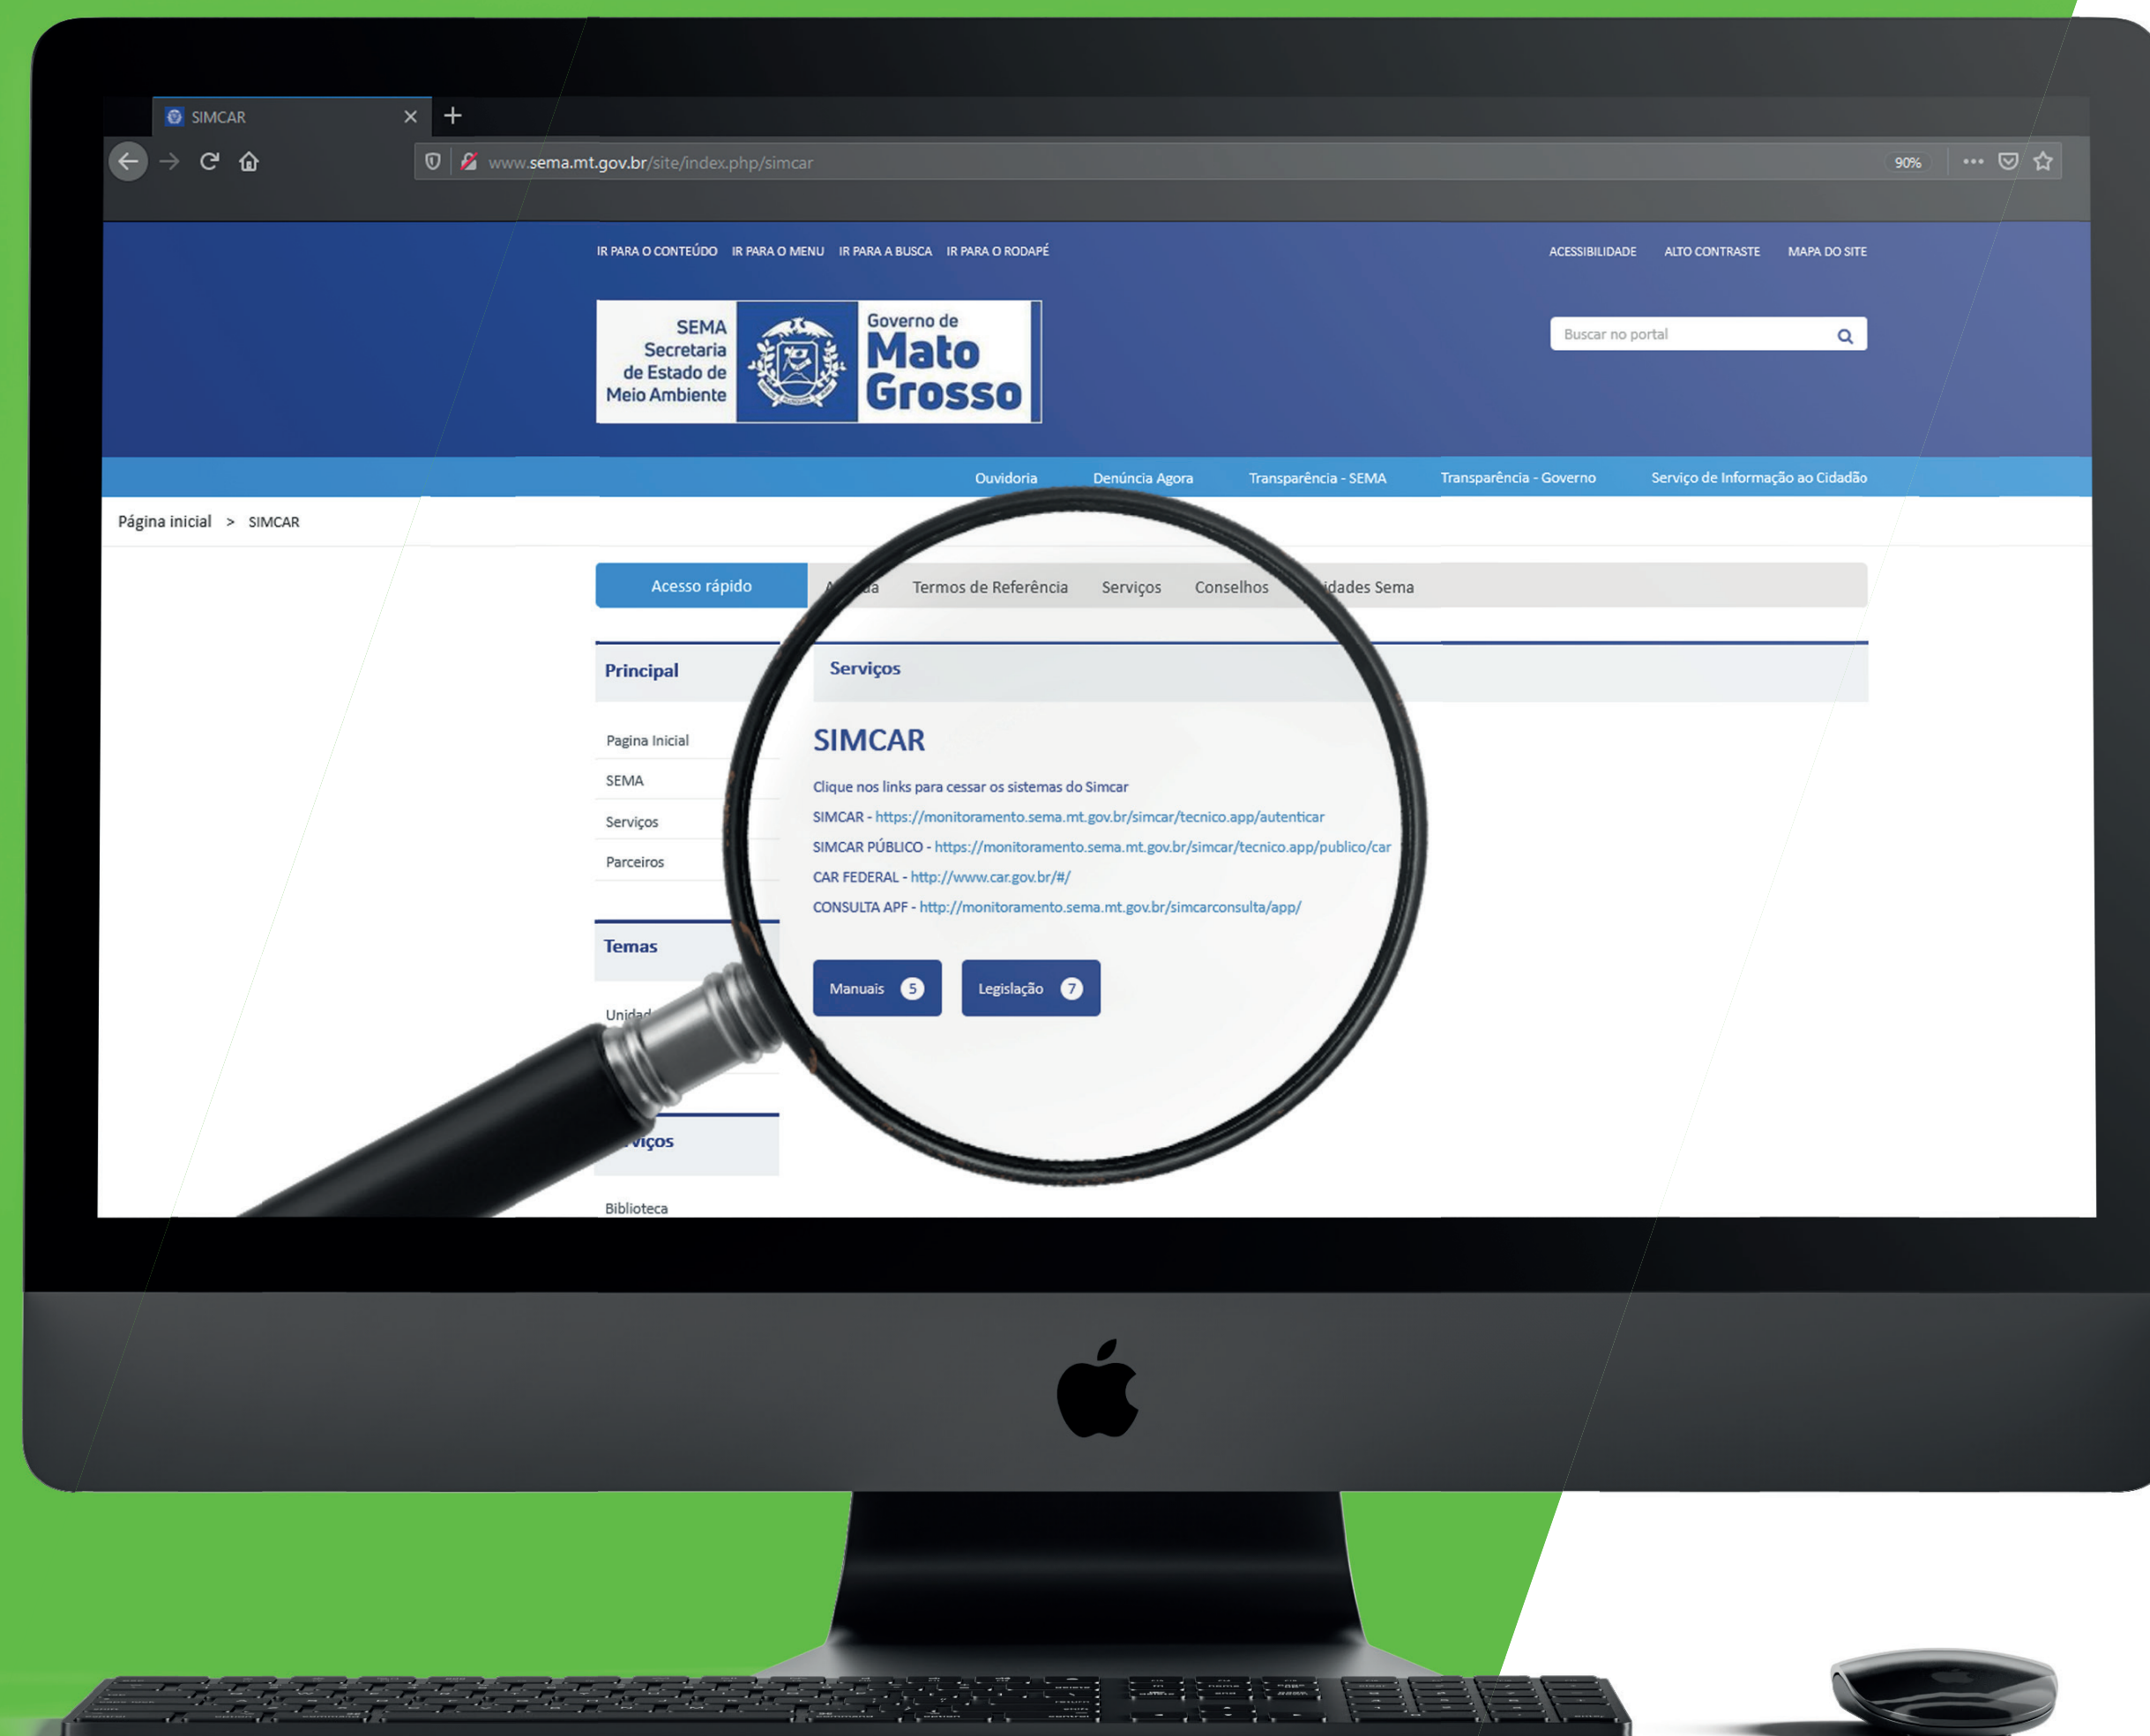 SIMCAR
www.sema.mt.gov.br/site/index.php/simcar
90%
IR PARA O CONTEÚDO IR PARA O MENU IR PARA A BUSCA IR PARA O RODAPÉ
ACESSIBILIDADE ALTO CONTRASTE MAPA DO SITE
SEMA
Secretaria
de Estado de
Meio Ambiente
Governo de
Mato
Grosso
Buscar no portal
Ouvidoria Denúncia Agora Transparência - SEMA Transparência - Governo Serviço de Informação ao Cidadão
Página inicial > SIMCAR
Acesso rápido Termos de Referência Serviços Conselhos Sema
Principal
Pagina Inicial
SEMA
Serviços
Parceiros
Temas
Biblioteca
Serviços
SIMCAR
Clique nos links para cessar os sistemas do Simcar
SIMCAR - https://monitoramento.sema.mt.gov.br/simcar/tecnico.app/autenticar
SIMCAR PÚBLICO - https://monitoramento.sema.mt.gov.br/simcar/tecnico.app/publico/car
CAR FEDERAL - http://www.car.gov.br/#/
CONSULTA APF - http://monitoramento.sema.mt.gov.br/simcarconsulta/app/
Manuais 5
Legislação 7